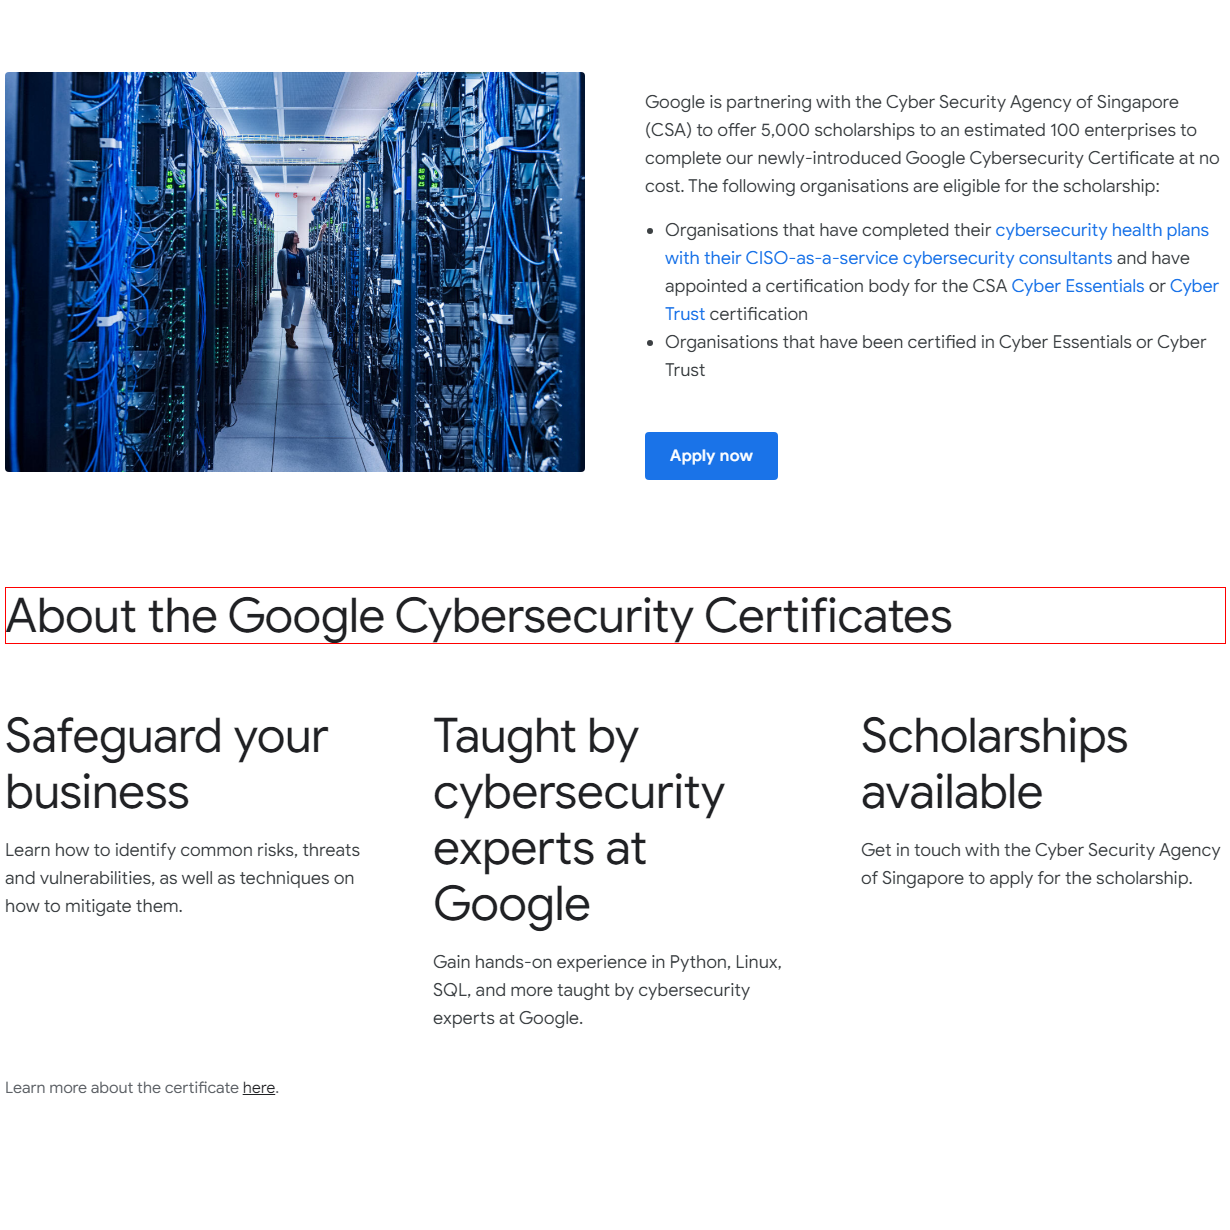 Google is partnering with the Cyber Security Agency of Singapore
(CSA) to offer 5,000 scholarships to an estimated 100 enterprises to
complete our newly-introduced Google Cybersecurity Certificate at no
cost. The following organisations are eligible for the scholarship:
Organisations that have completed their cybersecurity health plans
with their CISO-as-a-service cybersecurity consultants and have
appointed a certification body for the CSA Cyber Essentials or Cyber
Trust certification
Organisations that have been certified in Cyber Essentials or Cyber
Trust
Apply now
About the Google Cybersecurity Certificates
Safeguard your
business
Learn how to identify common risks, threats
and vulnerabilities, as well as techniques on
how to mitigate them.
Taught by
cybersecurity
experts at
Google
Gain hands-on experience in Python, Linux,
SQL, and more taught by cybersecurity
experts at Google.
Scholarships
available
Get in touch with the Cyber Security Agency
of Singapore to apply for the scholarship.
Learn more about the certificate here.